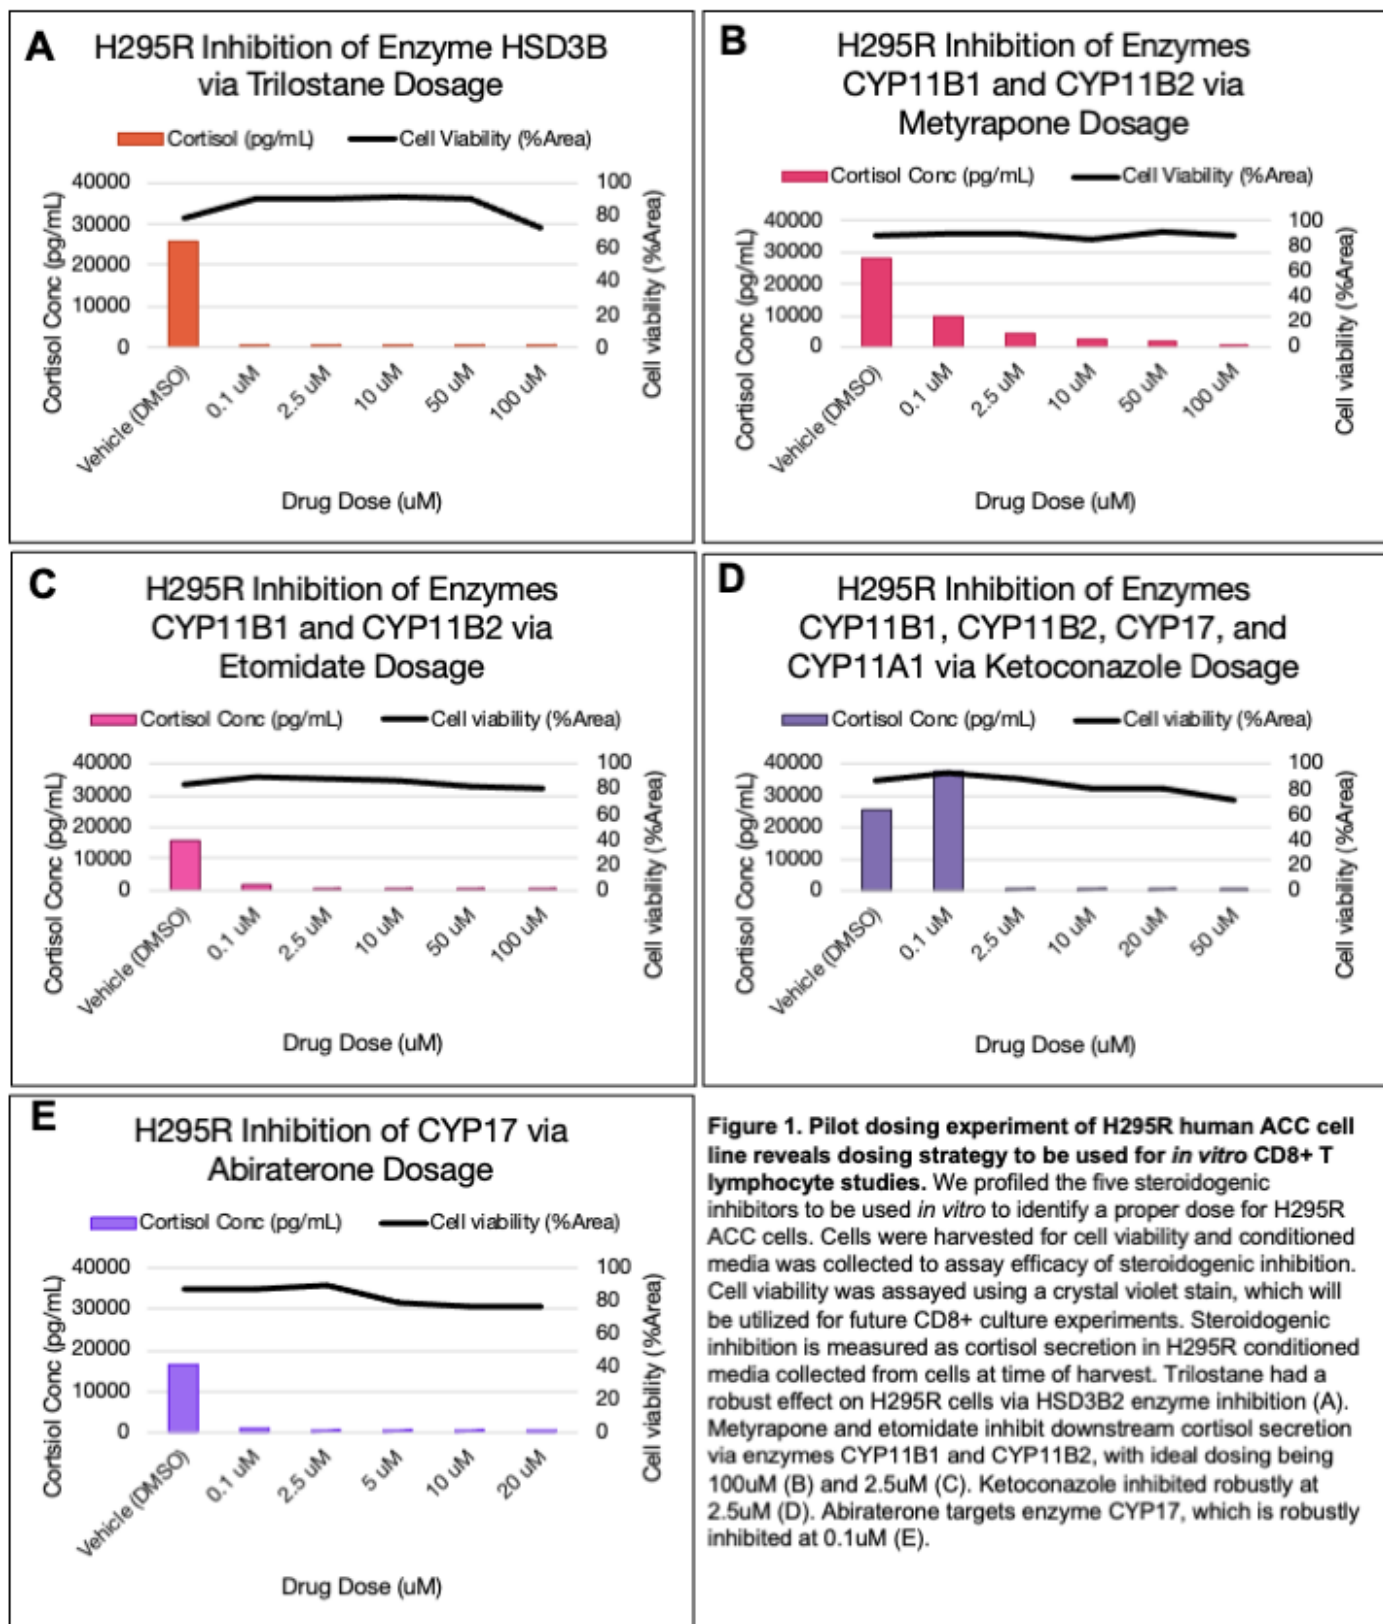 A
H295R Inhibition of Enzyme HSD3B
via Trilostane Dosage
Cortisol (pg/mL)
Cell Viability (%Area)
Cortisol Conc (pg/mL)
40000
30000
20000
10000
0
100
80
60
40
20
0
Cell viability (%Area)
Vehicle (DMSO)
0.1 uM
2.5 uM
10 uM
50 uM
100 uM
Drug Dose (uM)
B
H295R Inhibition of Enzymes
CYP11B1 and CYP11B2 via
Metyrapone Dosage
Cortisol Conc (pg/mL)
Cell Viability (%Area)
Cortisol Conc (pg/mL)
40000
30000
20000
10000
0
100
80
60
40
20
0
Cell viability (%Area)
Vehicle (DMSO)
0.1 uM
2.5 uM
10 uM
50 uM
100 uM
Drug Dose (uM)
C
H295R Inhibition of Enzymes
CYP11B1 and CYP11B2 via
Etomidate Dosage
Cortisol Conc (pg/mL)
Cell viability (%Area)
Cortisol Conc (pg/mL)
40000
30000
20000
10000
0
100
80
60
40
20
0
Cell viability (%Area)
Vehicle (DMSO)
0.1 uM
2.5 uM
10 uM
50 uM
100 uM
Drug Dose (uM)
D
H295R Inhibition of Enzymes
CYP11B1, CYP11B2, CYP17, and
CYP11A1 via Ketoconazole Dosage
Cortisol Conc (pg/mL)
Cell viability (%Area)
Cortisol Conc (pg/mL)
40000
30000
20000
10000
0
100
80
60
40
20
0
Cell viability (%Area)
Vehicle (DMSO)
0.1 uM
2.5 uM
10 uM
20 uM
50 uM
Drug Dose (uM)
E
H295R Inhibition of CYP17 via
Abiraterone Dosage
Cortisol Conc (pg/mL)
Cell viability (%Area)
Cortsiol Conc (pg/mL)
40000
30000
20000
10000
0
100
80
60
40
20
0
Cell viability (%Area)
Vehicle (DMSO)
0.1 uM
2.5 uM
5 uM
10 uM
20 uM
Drug Dose (uM)
Figure 1. Pilot dosing experiment of H295R human ACC cell
line reveals dosing strategy to be used for in vitro CD8+ T
lymphocyte studies. We profiled the five steroidogenic
inhibitors to be used in vitro to identify a proper dose for H295R
ACC cells. Cells were harvested for cell viability and conditioned
media was collected to assay efficacy of steroidogenic inhibition.
Cell viability was assayed using a crystal violet stain, which will
be utilized for future CD8+ culture experiments. Steroidogenic
inhibition is measured as cortisol secretion in H295R conditioned
media collected from cells at time of harvest. Trilostane had a
robust effect on H295R cells via HSD3B2 enzyme inhibition (A).
Metyrapone and etomidate inhibit downstream cortisol secretion
via enzymes CYP11B1 and CYP11B2, with ideal dosing being
100uM (B) and 2.5uM (C). Ketoconazole inhibited robustly at
2.5uM (D). Abiraterone targets enzyme CYP17, which is robustly
inhibited at 0.1uM (E).